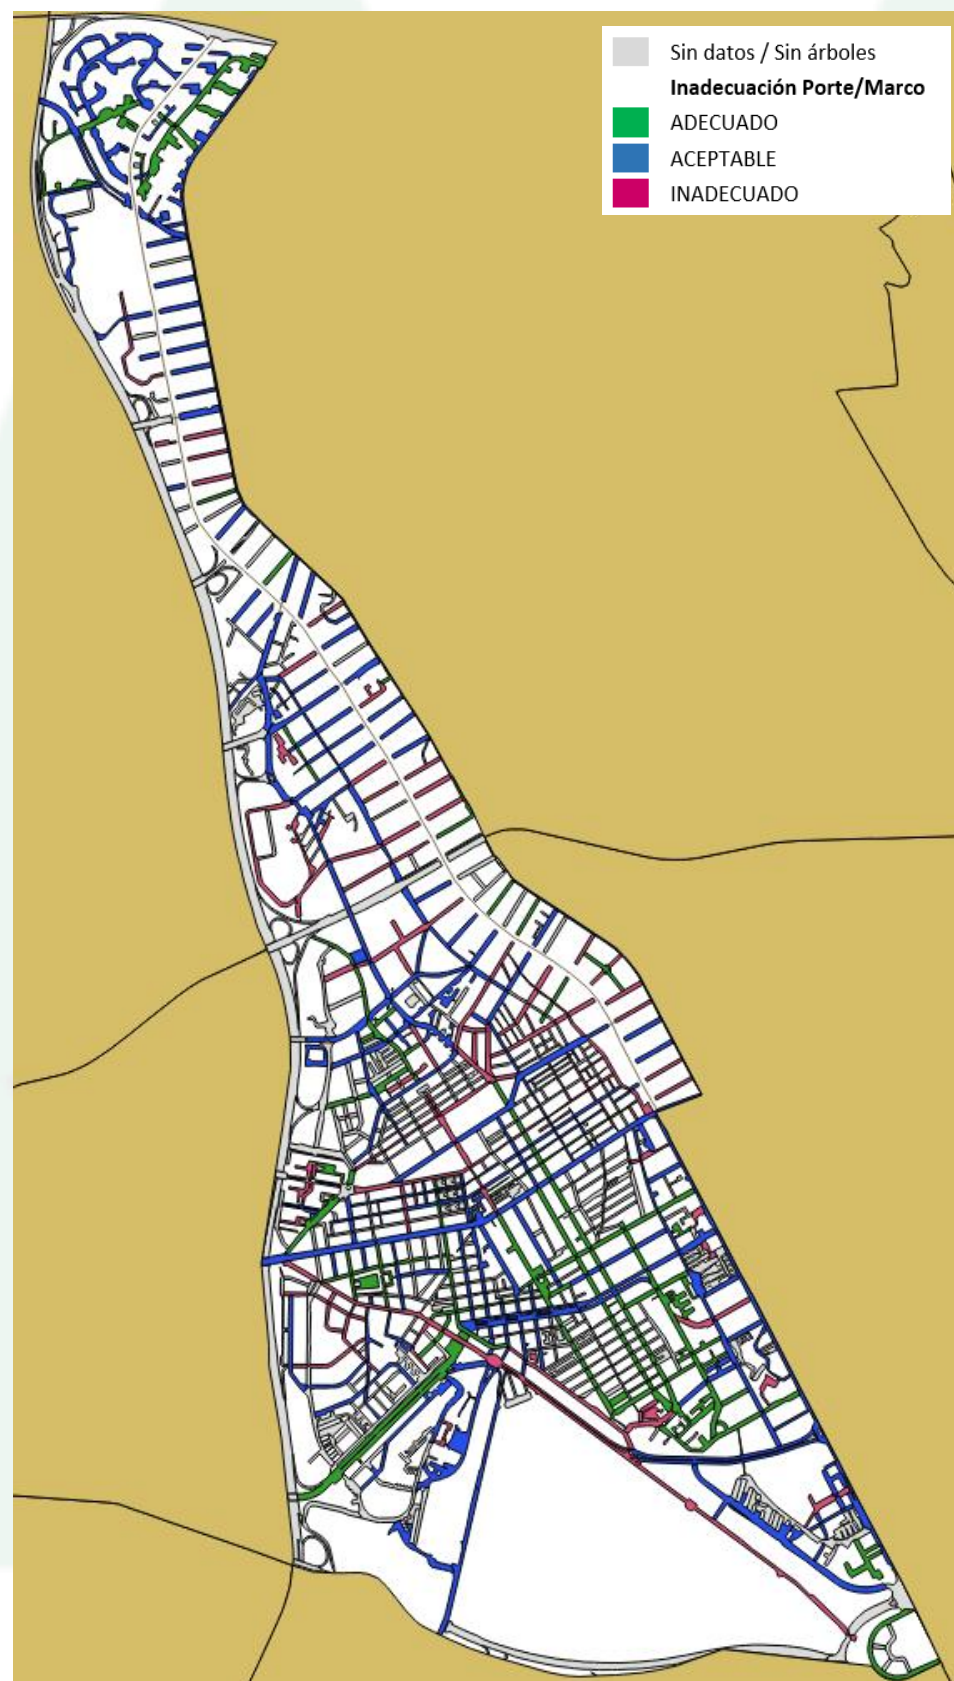 Sin datos / Sin árboles
Inadecuación Porte/Marco
ADECUADO
ACEPTABLE
INADECUADO